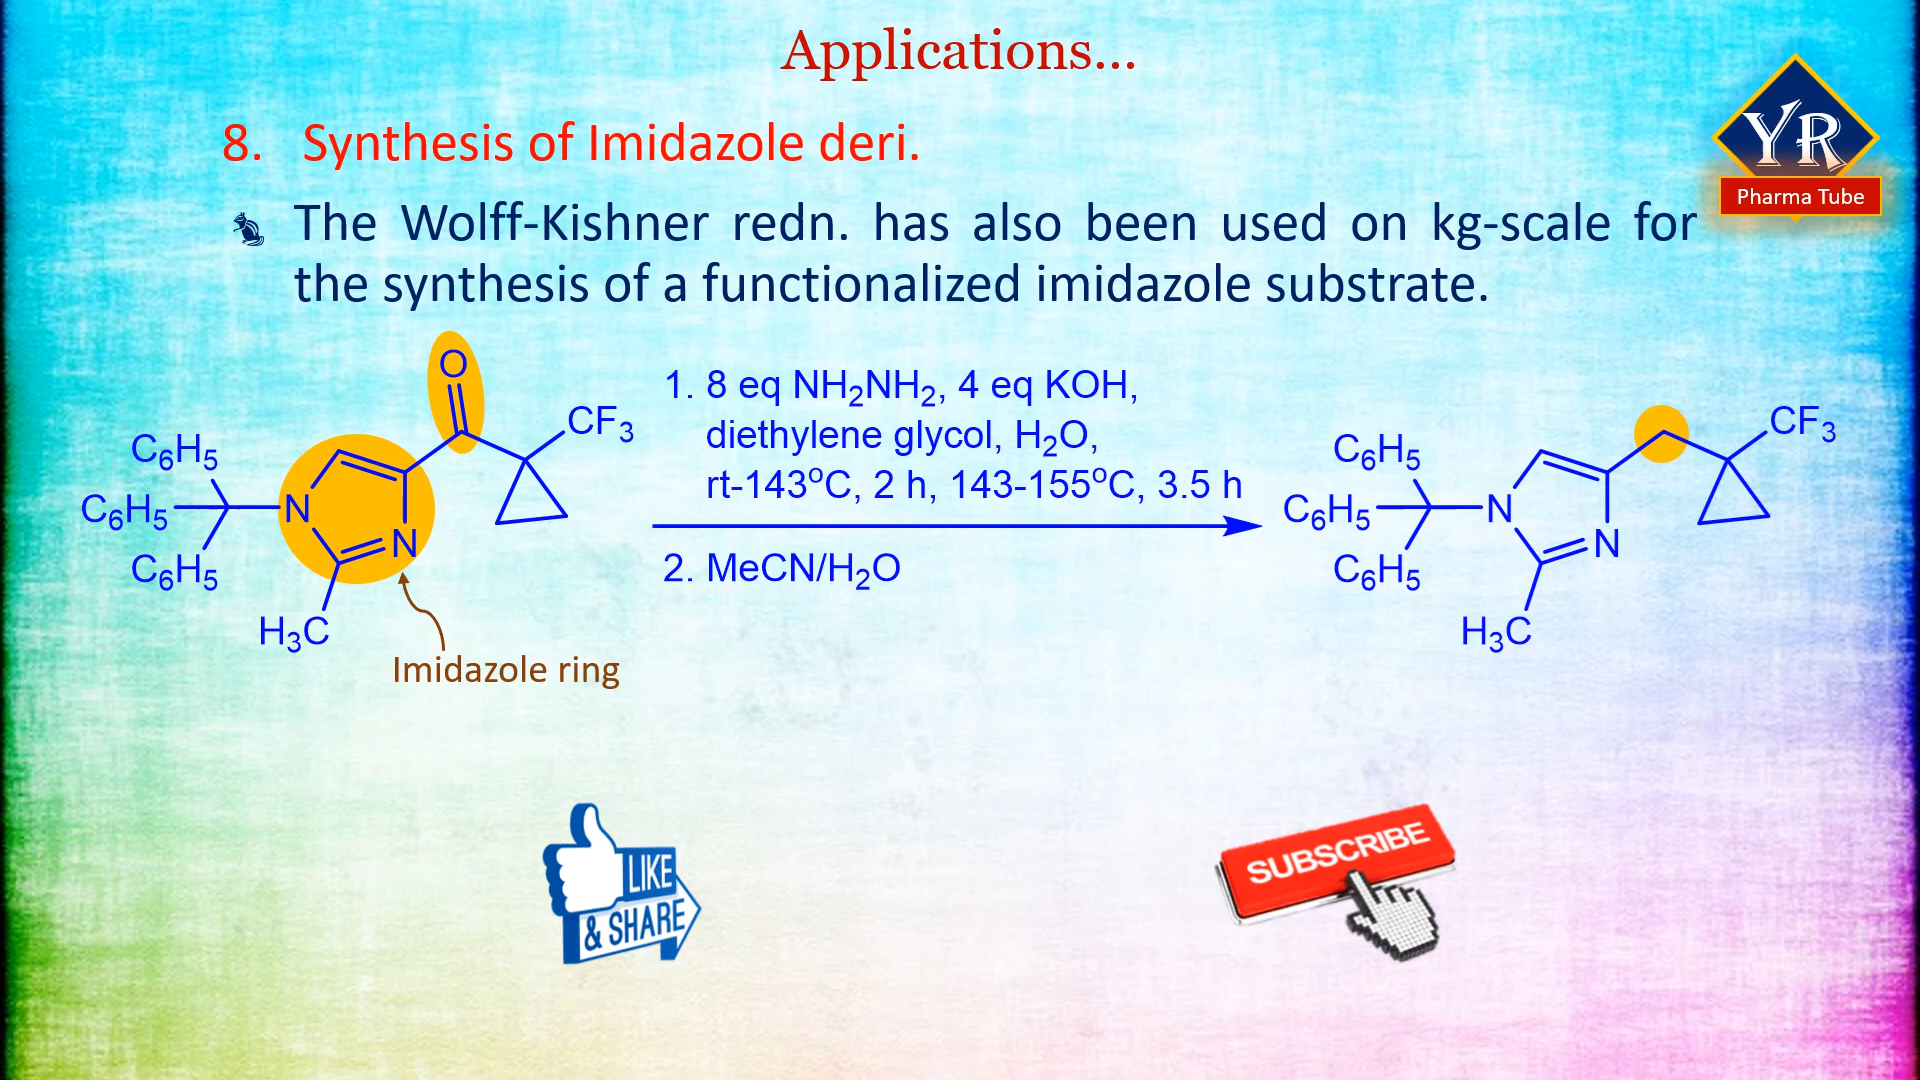 Applications...
YR
Pharma Tube
8. Synthesis of Imidazole deri.
The Wolff-Kishner redn. has also been used on kg-scale for
the synthesis of a functionalized imidazole substrate.
O
CF₃
C₆H₅
C₆H₅
N
C₆H₅
N
H₃C
Imidazole ring
1. 8 eq NH₂NH₂, 4 eq KOH,
diethylene glycol, H₂O,
rt-143°C, 2 h, 143-155°C, 3.5 h
2. MeCN/H₂O
CF₃
C₆H₅
C₆H₅
N
C₆H₅
N
H₃C
LIKE
& SHARE
SUBSCRIBE